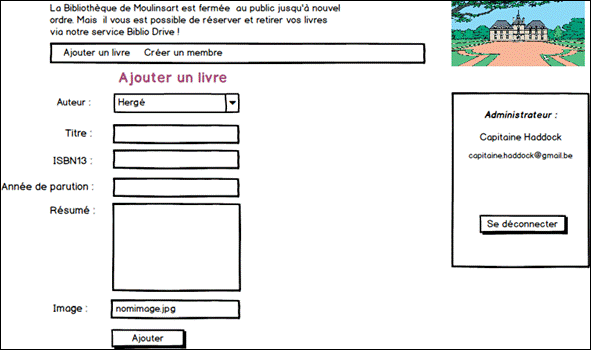 La Bibliothèque de Moulinsart est fermée au public jusqu'à nouvel
ordre. Mais il vous est possible de réserver et retirer vos livres
via notre service Biblio Drive !
Ajouter un livre Créer un membre
Ajouter un livre
Auteur : Hergé
Titre :
ISBN13 :
Année de parution :
Résumé :
Image : nomimage.jpg
Ajouter
Administrateur :
Capitaine Haddock
capitaine.haddock@gmail.be
Se déconnecter